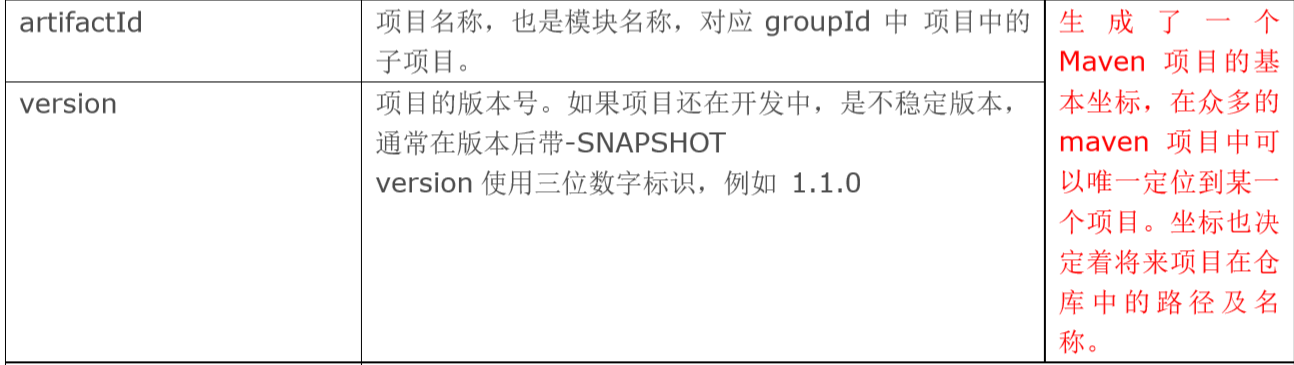 artifactId
项目名称，也是模块名称，对应 groupId 中 项目中的
子项目。
version
项目的版本号。如果项目还在开发中，是不稳定版本，
通常在版本后带-SNAPSHOT
version 使用三位数字标识，例如 1.1.0
生成了一个
Maven 项目的基
本坐标，在众多的
maven 项目中可
以唯一定位到某一
个项目。坐标也决
定着将来项目在仓
库中的路径及名
称。